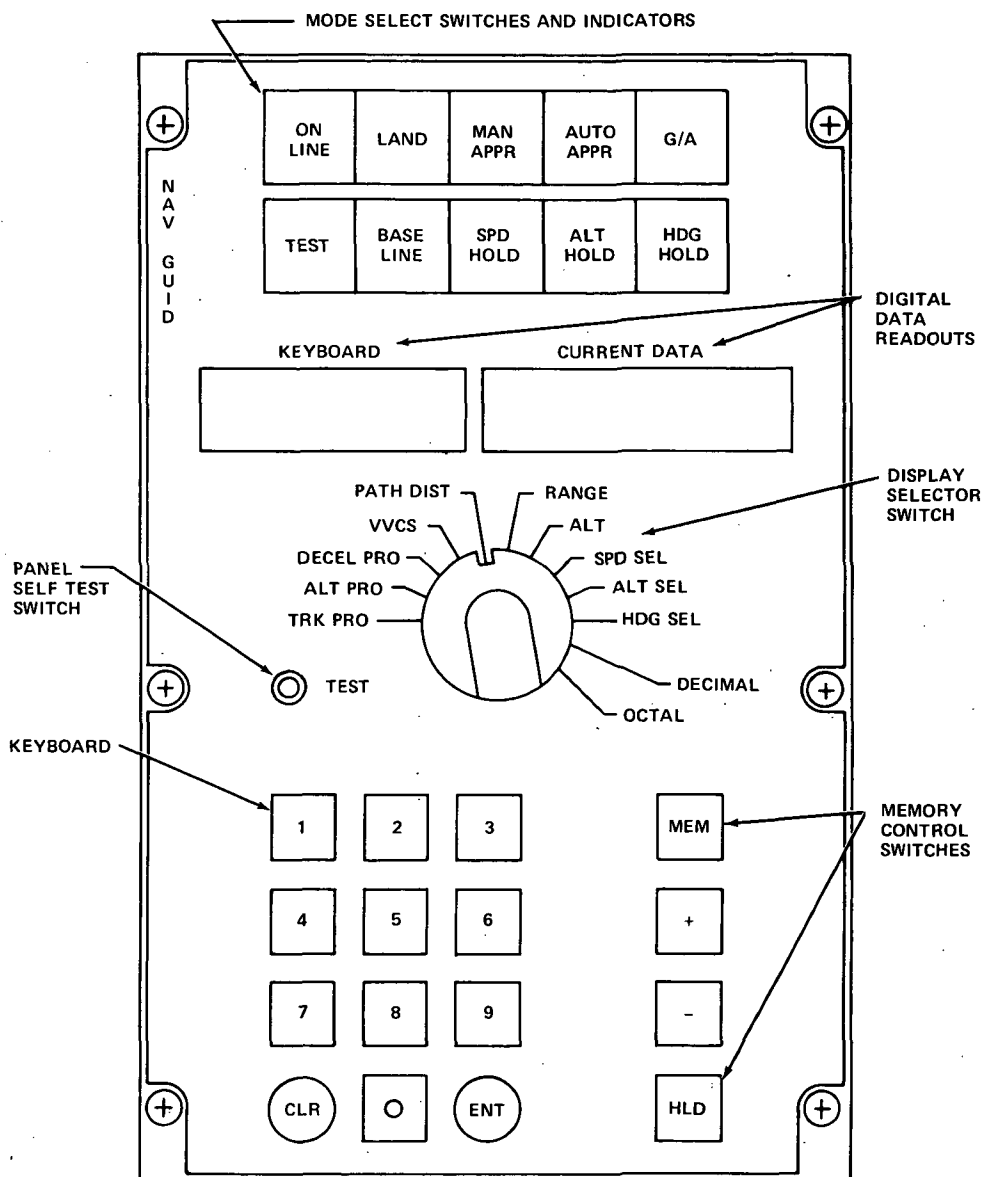 MODE SELECT SWITCHES AND INDICATORS
ON LINE
LAND
MAN APPR
AUTO APPR
G/A
NAV GUID
TEST
BASE LINE
SPD HOLD
ALT HOLD
HDG HOLD
DIGITAL
DATA
READOUTS
KEYBOARD
CURRENT DATA
DISPLAY
SELECTOR
SWITCH
PATH DIST
RANGE
VVCS
ALT
DECEL PRO
SPD SEL
ALT PRO
ALT SEL
TRK PRO
HDG SEL
DECIMAL
OCTAL
PANEL
SELF TEST
SWITCH
TEST
KEYBOARD
1 2 3 MEM
MEMORY
CONTROL
SWITCHES
4 5 6 +
7 8 9 -
CLR O ENT HLD